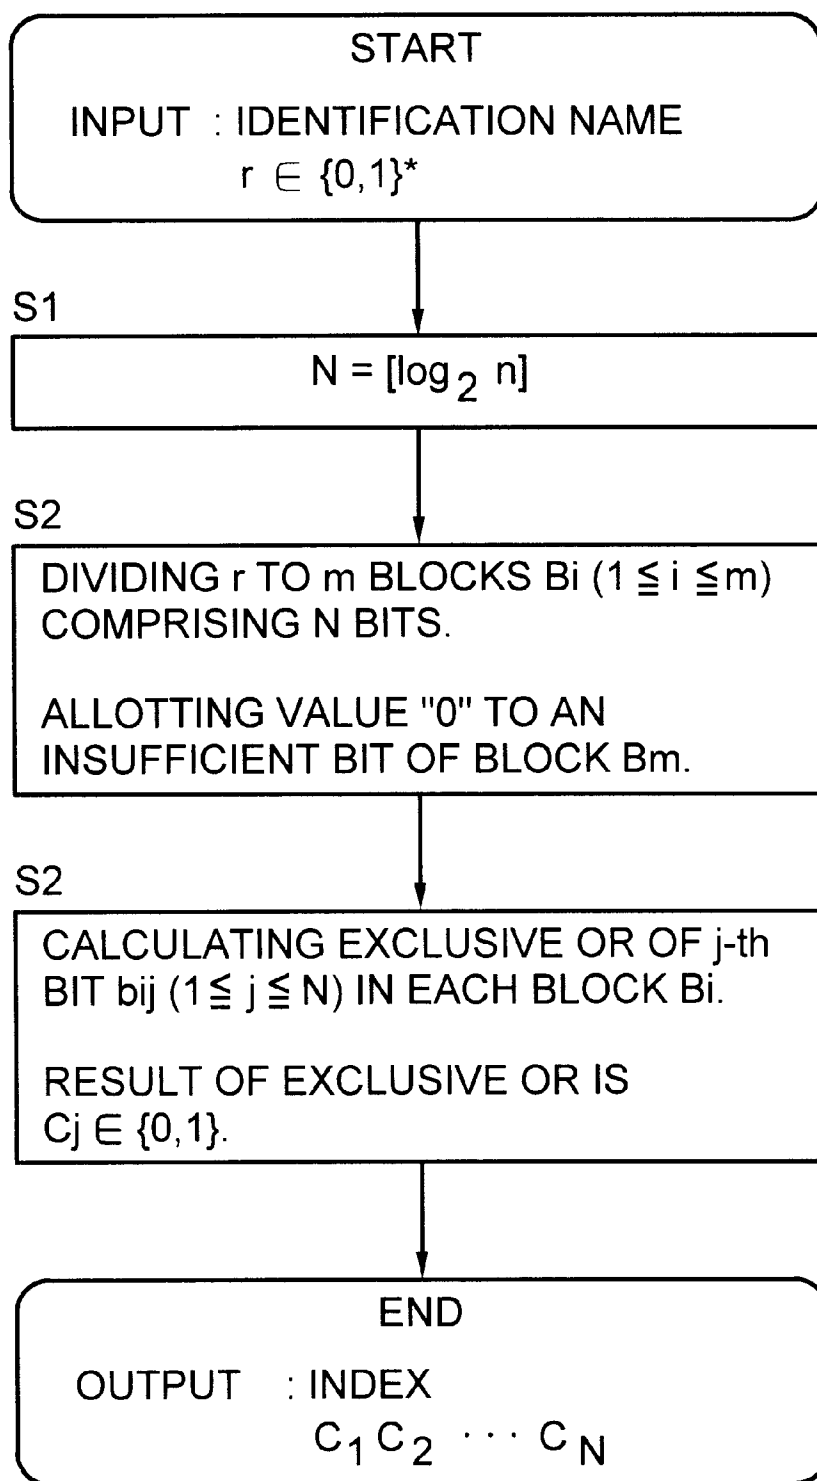 START
INPUT : IDENTIFICATION NAME
r ∈ {0,1}*
S1
N = [log₂ n]
S2
DIVIDING r TO m BLOCKS Bi (1 ≦ i ≦ m)
COMPRISING N BITS.
ALLOTTING VALUE "0" TO AN
INSUFFICIENT BIT OF BLOCK Bm.
S2
CALCULATING EXCLUSIVE OR OF j-th
BIT bij (1 ≦ j ≦ N) IN EACH BLOCK Bi.
RESULT OF EXCLUSIVE OR IS
Cj ∈ {0,1}.
END
OUTPUT : INDEX
C₁ C₂ ··· C_N